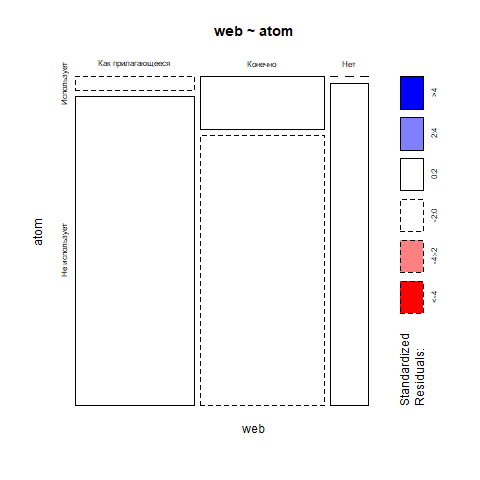 web ~ atom
Как прилагающееся Конечно Нет
Использует
Не использует
atom
web
>4
2:4
0:2
-2:0
-4:-2
<-4
Standardized
Residuals: